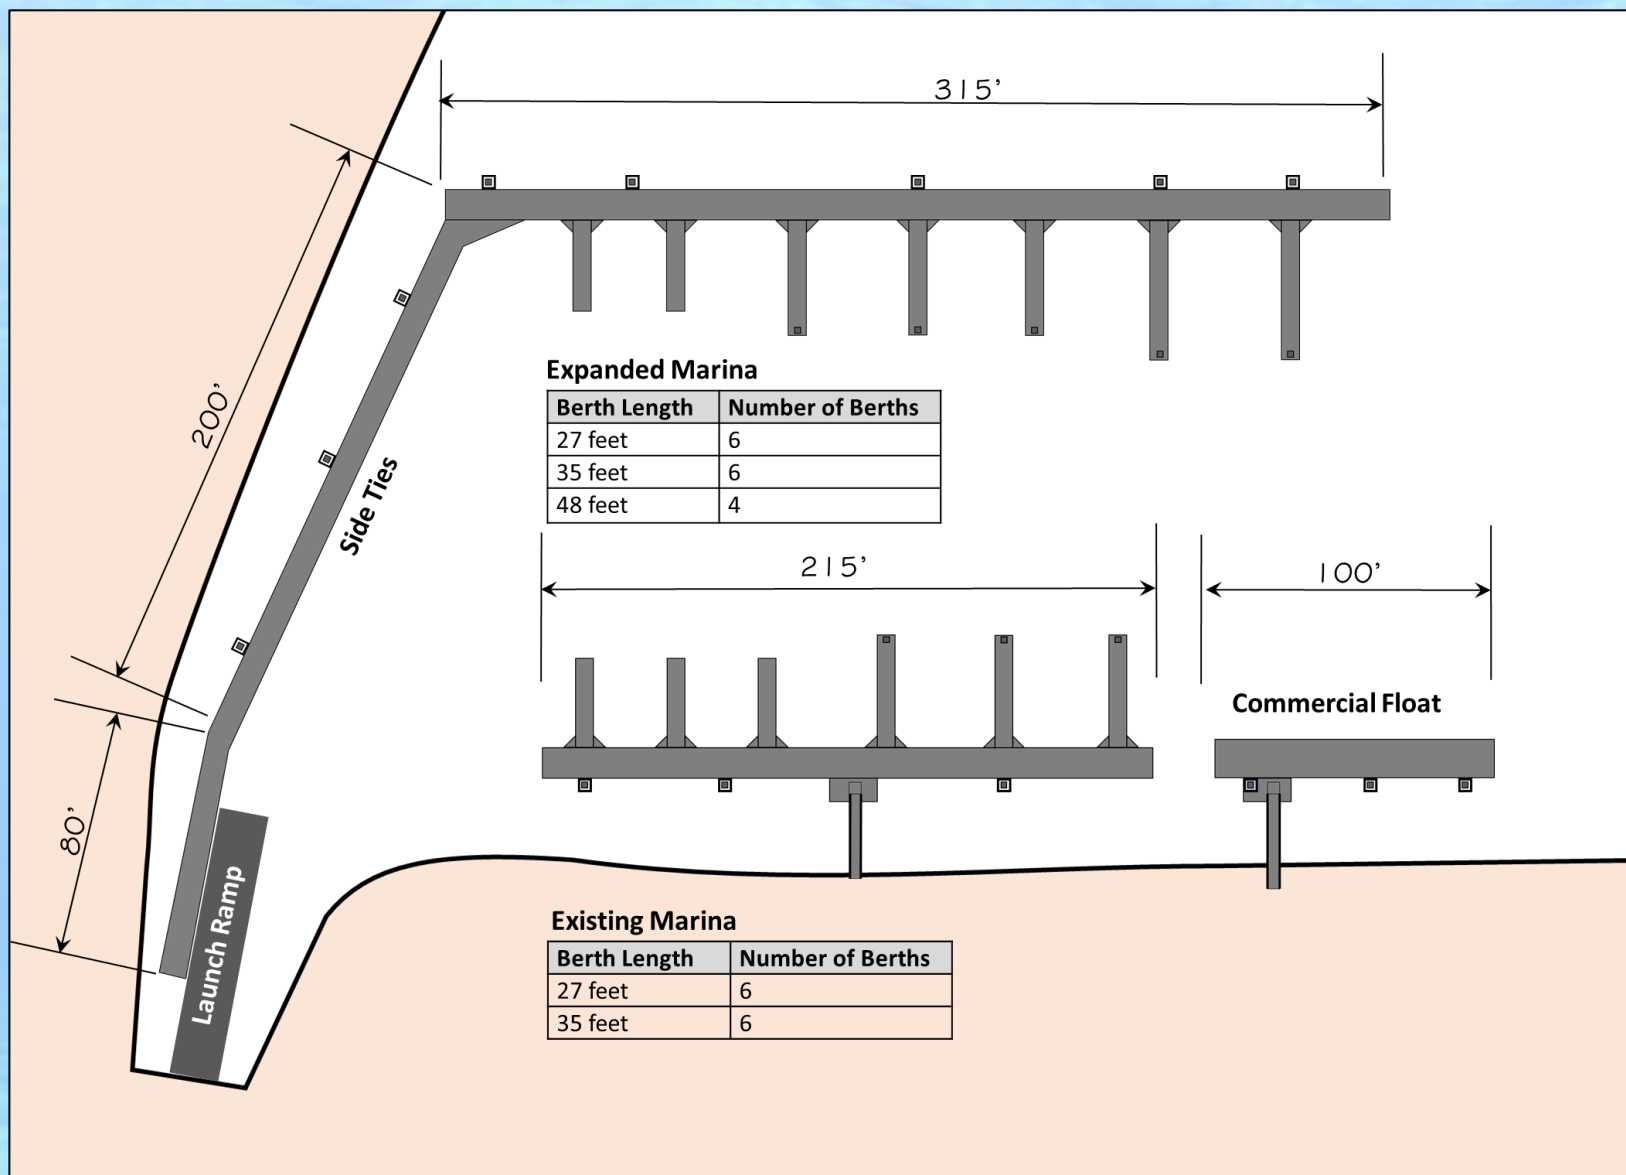 315’
200’
Side Ties
Expanded Marina
Berth Length Number of Berths
27 feet 6
35 feet 6
48 feet 4
215’
100’
Commercial Float
80’
Launch Ramp
Existing Marina
Berth Length Number of Berths
27 feet 6
35 feet 6